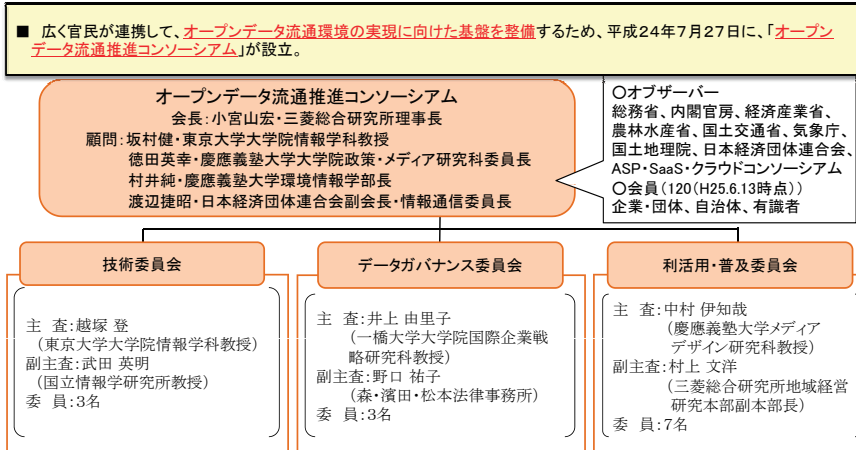 ■ 広く官民が連携して、オープンデータ流通環境の実現に向けた基盤を整備するため、平成24年7月27日に、「オープン
データ流通推進コンソーシアム」が設立。
オープンデータ流通推進コンソーシアム
会長:小宮山宏・三菱総合研究所理事長
顧問:坂村健・東京大学大学院情報学科教授
徳田英幸・慶應義塾大学大学院政策・メディア研究科委員長
村井純・慶應義塾大学環境情報学部長
渡辺捷昭・日本経済団体連合会副会長・情報通信委員長
○オブザーバー
総務省、内閣官房、経済産業省、
農林水産省、国土交通省、気象庁、
国土地理院、日本経済団体連合会、
ASP・SaaS・クラウドコンソーシアム
○会員(120(H25.6.13時点))
企業・団体、自治体、有識者
技術委員会
主 査:越塚 登
(東京大学大学院情報学科教授)
副主査:武田 英明
(国立情報学研究所教授)
委 員:3名
データガバナンス委員会
主 査:井上 由里子
(一橋大学大学院国際企業戦
略研究科教授)
副主査:野口 祐子
(森・濱田・松本法律事務所)
委 員:3名
利活用・普及委員会
主 査:中村 伊知哉
(慶應義塾大学メディア
デザイン研究科教授)
副主査:村上 文洋
(三菱総合研究所地域経営
研究本部副本部長)
委 員:7名